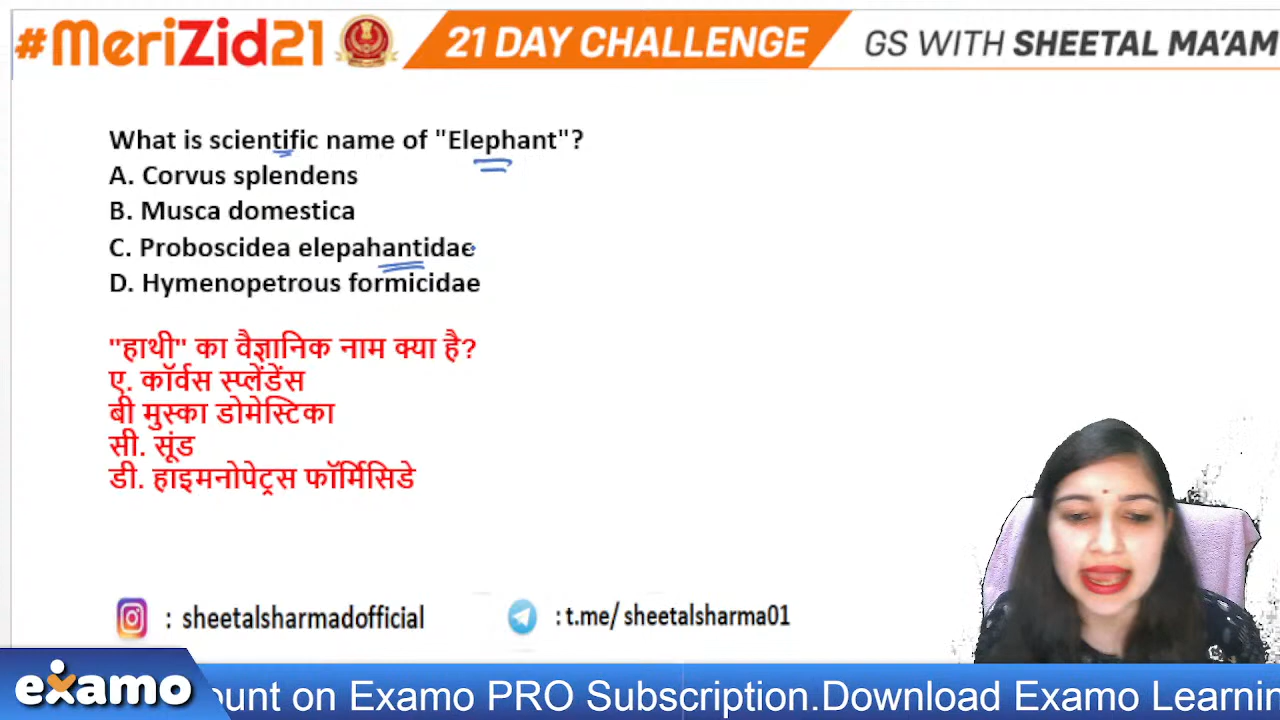 #MeriZid21 21 DAY CHALLENGE GS WITH SHEETAL MA'AM
What is scientific name of "Elephant"?
A. Corvus splendens
B. Musca domestica
C. Proboscidea elepahantidae
D. Hymenopetrous formicidae
"हाथी" का वैज्ञानिक नाम क्या है?
ए. कॉर्वस स्प्लेंडेंस
बी मुस्का डोमेस्टिका
सी. सूंड
डी. हाइमनोपेट्रस फॉर्मिसिडे
: sheetalsharmadofficial : t.me/ sheetalsharma01
examo ount on Examo PRO Subscription.Download Examo Learnin